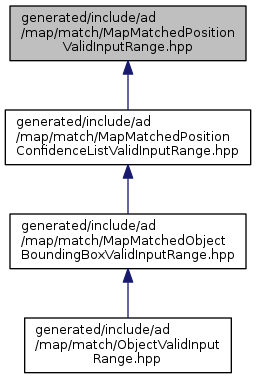 generated/include/ad
/map/match/MapMatchedPosition
ValidInputRange.hpp
generated/include/ad
/map/match/MapMatchedPosition
ConfidenceListValidInputRange.hpp
generated/include/ad
/map/match/MapMatchedObject
BoundingBoxValidInputRange.hpp
generated/include/ad
/map/match/ObjectValidInput
Range.hpp